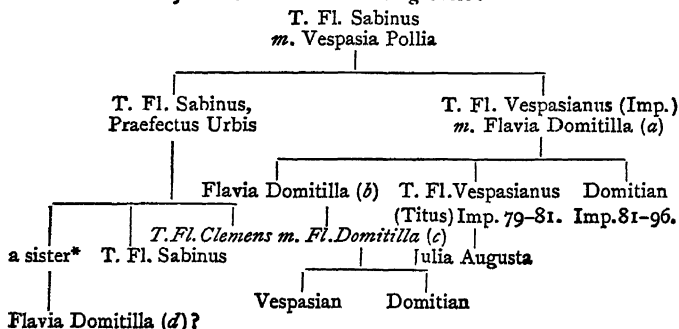 T. Fl. Sabinus
m. Vespasia Pollia
T. Fl. Sabinus, T. Fl. Vespasianus (Imp.)
Praefectus Urbis m. Flavia Domitilla (a)
Flavia Domitilla (b) T. Fl. Vespasianus Domitian
(Titus) Imp. 79-81. Imp. 81-96.
T. Fl. Clemens m. Fl. Domitilla (c)
a sister* T. Fl. Sabinus Julia Augusta
Vespasian Domitian
Flavia Domitilla (d)?